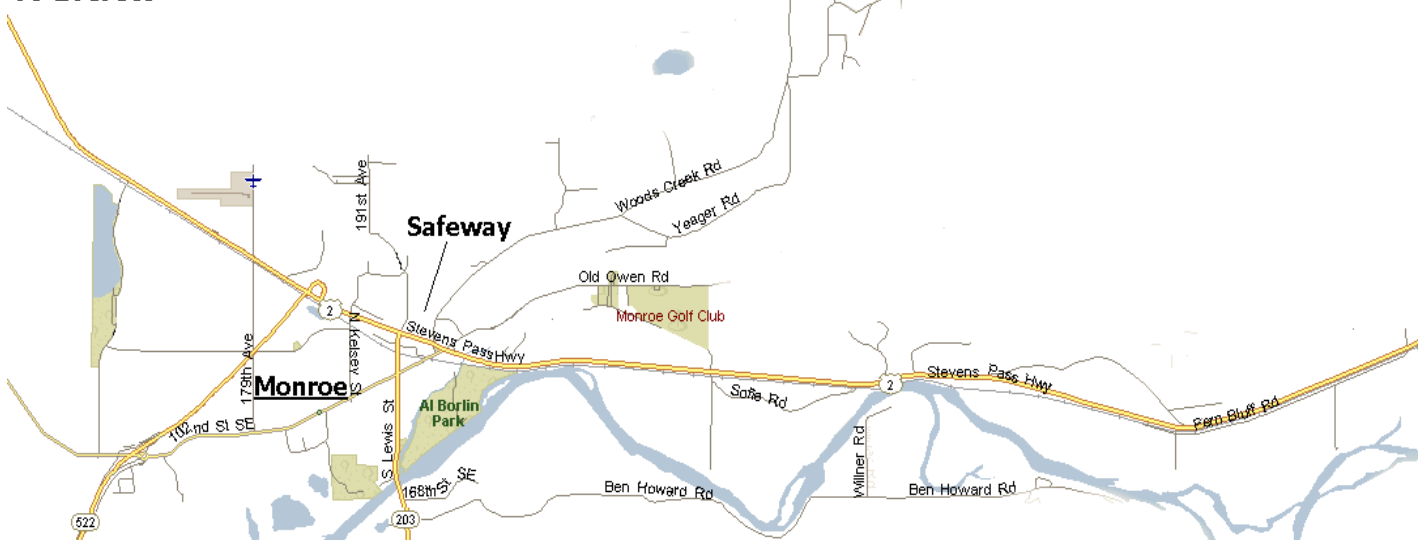 Woods Creek Rd
Yeager Rd
191st Ave
Safeway
Old Owen Rd
Monroe Golf Club
2
Stevens Pass Hwy
N Kelsey St
179th Ave
Monroe
Stevens Pass Hwy
2
Sofie Rd
Al Borlin
Park
S Lewis St
Fern Bluff Rd
102nd St SE
Willner Rd
168th St SE
Ben Howard Rd
Ben Howard Rd
522
203